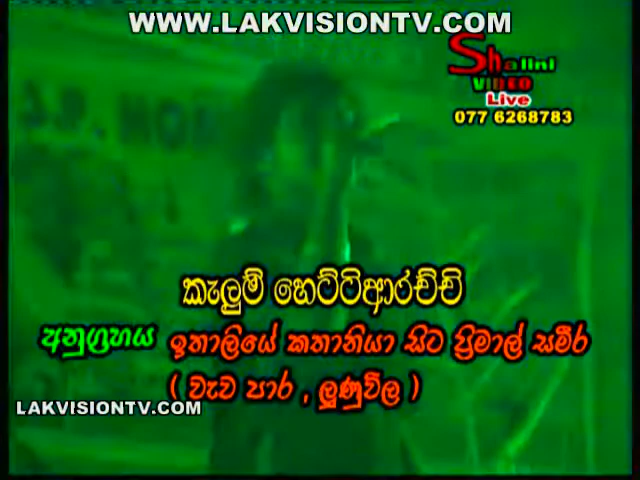 WWW.LAKVISIONTV.COM
Shalini
VIDEO
Live
077 6268783
කැලුම් හෙට්ටිආරච්චි
අනුග්‍රහය ඉතාලියේ කතානියා සිට ප්‍රිමාල් සමීර
( වැව පාර , ලුණුවිල )
LAKVISIONTV.COM